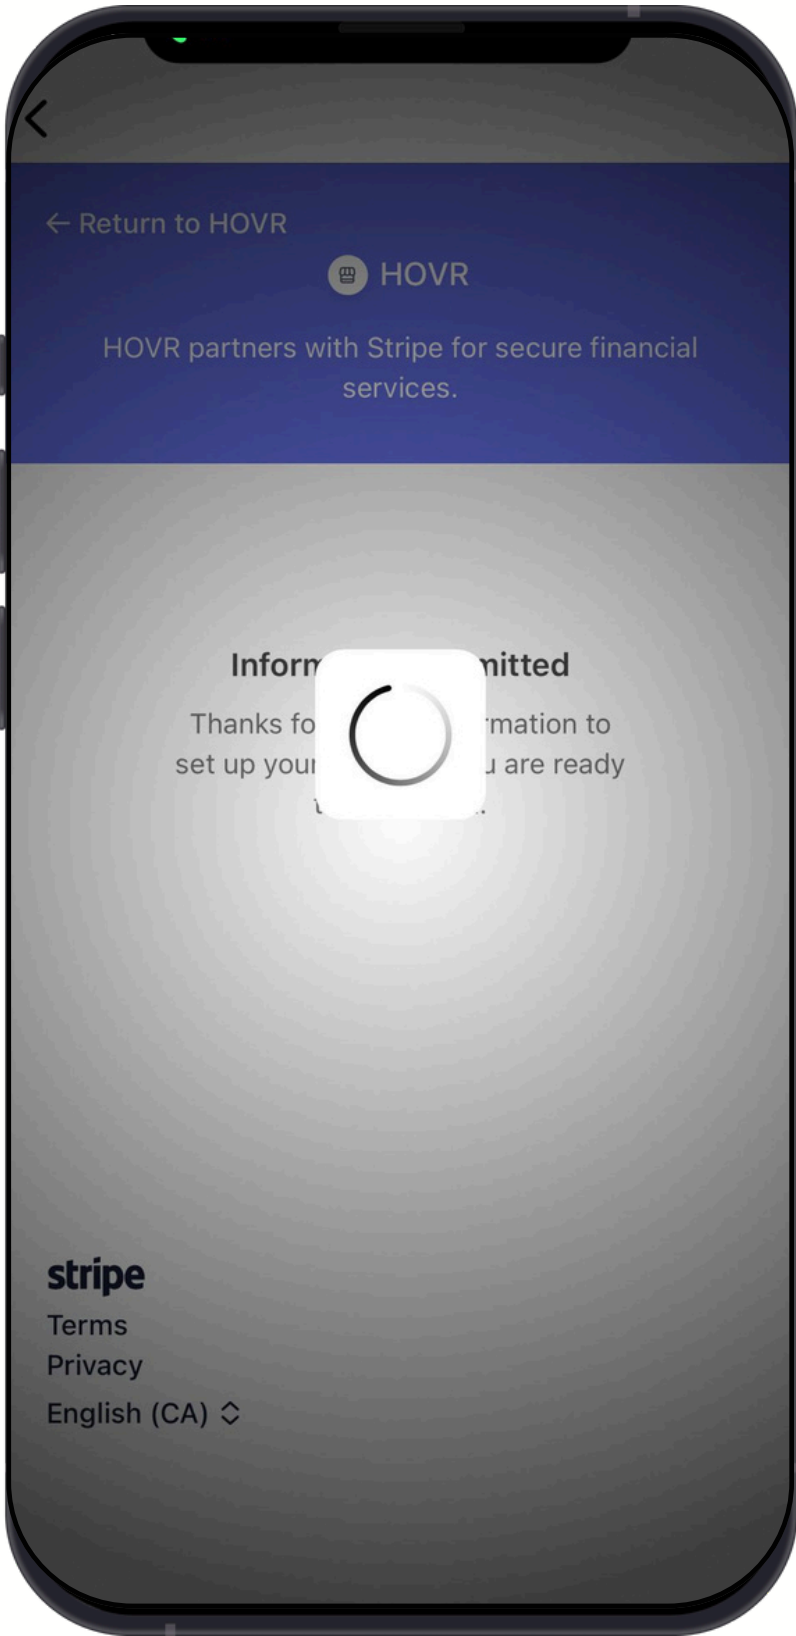 ← Return to HOVR
HOVR
HOVR partners with Stripe for secure financial
services.
Inform mitted
Thanks fo rmation to
set up your u are ready
t .
stripe
Terms
Privacy
English (CA)